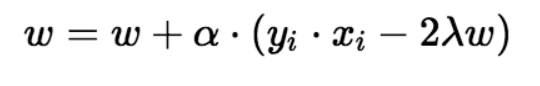 w = w + α · (yᵢ · xᵢ − 2λw)